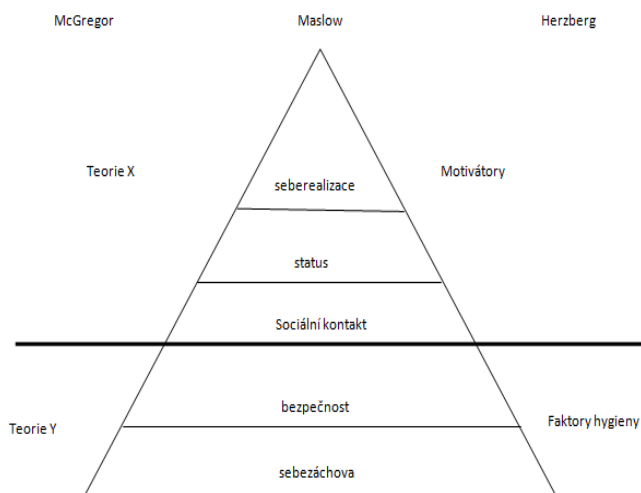 McGregor Maslow Herzberg
Teorie X
Motivátory
seberealizace
status
Sociální kontakt
bezpečnost
Teorie Y
Faktory hygieny
sebezáchova